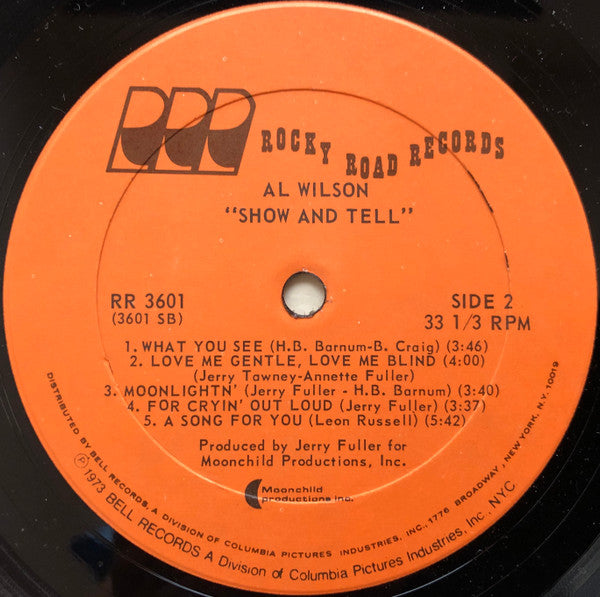 RRR ROCKY ROAD RECORDS
AL WILSON
"SHOW AND TELL"
RR 3601
(3601 SB)
SIDE 2
33 1/3 RPM
1. WHAT YOU SEE (H.B. Barnum-B. Craig) (3:46)
2. LOVE ME GENTLE, LOVE ME BLIND (4:00)
(Jerry Tawney-Annette Fuller)
3. MOONLIGHTN' (Jerry Fuller - H.B. Barnum) (3:40)
4. FOR CRYIN' OUT LOUD (Jerry Fuller) (3:37)
5. A SONG FOR YOU (Leon Russell) (5:42)
Produced by Jerry Fuller for
Moonchild Productions, Inc.
Moonchild
productions inc.
DISTRIBUTED BY BELL RECORDS, A DIVISION OF COLUMBIA PICTURES INDUSTRIES, INC., 1776 BROADWAY, NEW YORK, N.Y. 10019
℗ 1973 BELL RECORDS A Division of Columbia Pictures Industries, Inc., NYC